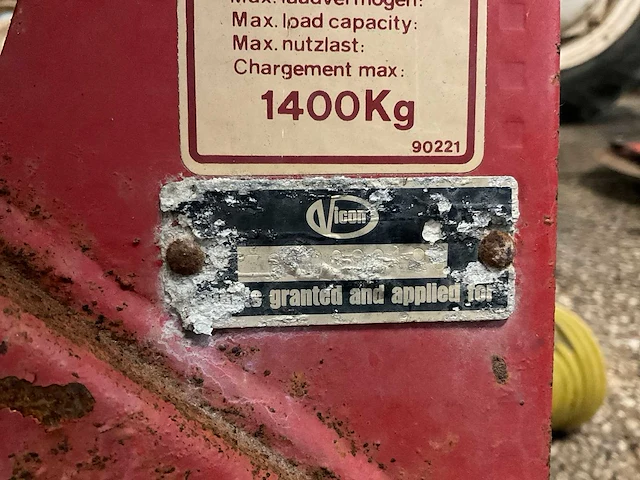 Max. laadvermogen:
Max. load capacity:
Max. nutzlast:
Chargement max:
1400Kg
90221
Vicon
granted and applied for